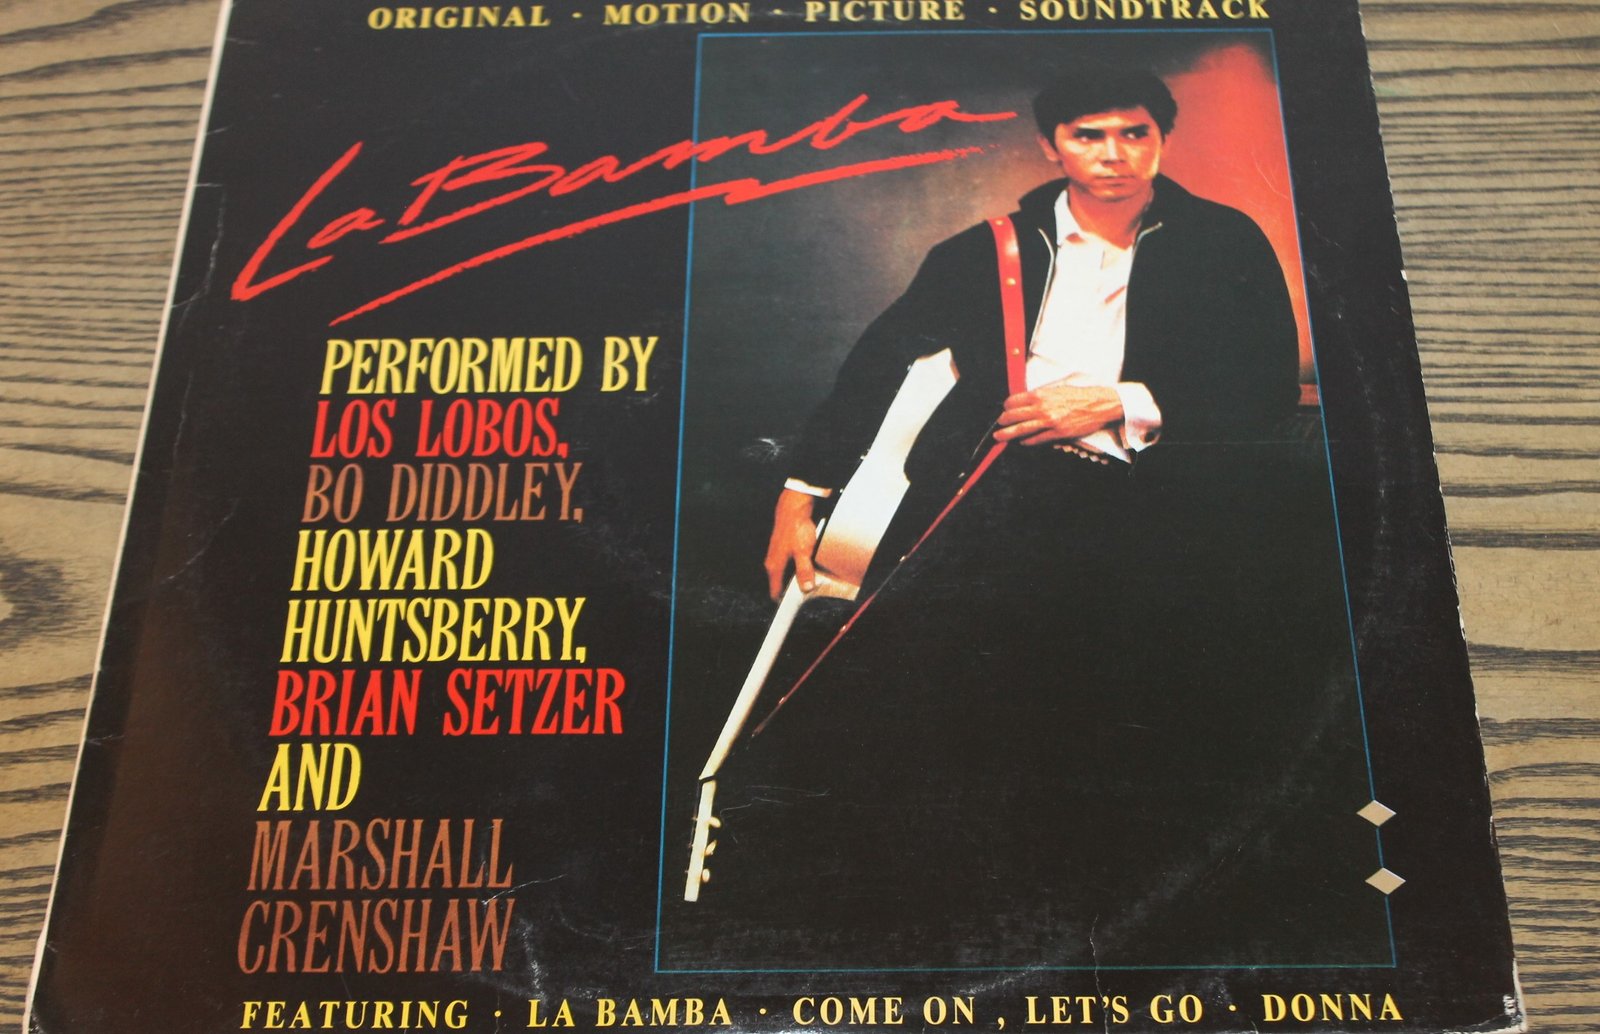 ORIGINAL · MOTION · PICTURE · SOUNDTRACK
La Bamba
PERFORMED BY
LOS LOBOS,
BO DIDDLEY,
HOWARD
HUNTSBERRY,
BRIAN SETZER
AND
MARSHALL
CRENSHAW
FEATURING · LA BAMBA · COME ON , LET'S GO · DONNA